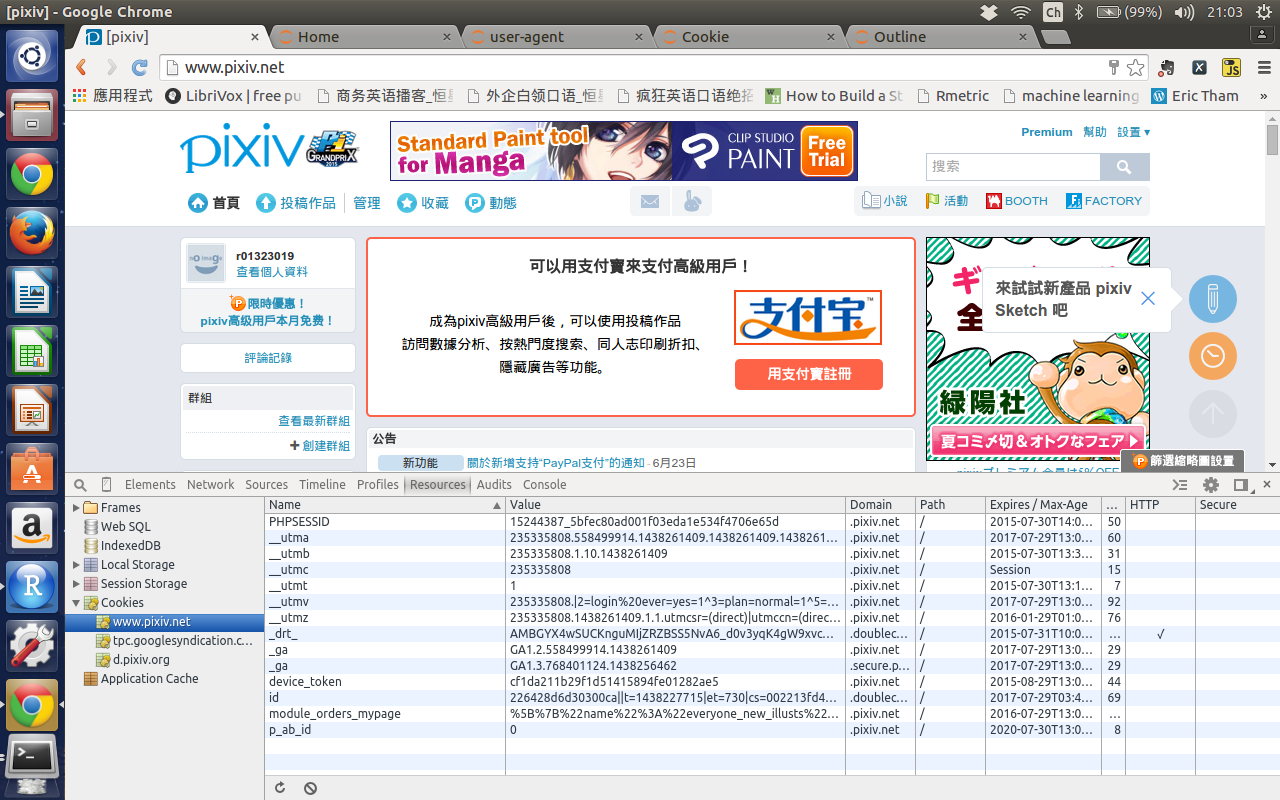 [pixiv] - Google Chrome
Ch
(99%)
21:03
[pixiv]
Home
user-agent
Cookie
Outline
www.pixiv.net
應用程式
LibriVox | free pu
商务英语播客_恒星
外企白领口语_恒星
疯狂英语口语绝招
How to Build a St
Rmetric
machine learning
Eric Tham
»
pixiv
GRANDPRIX
2015
Standard Paint tool
for Manga
CLIP STUDIO
PAINT
Free
Trial
Premium 幫助 設置 ▾
搜索
首頁
投稿作品
管理
收藏
動態
小說
活動
BOOTH
FACTORY
r01323019
查看個人資料
限時優惠！
pixiv高級用戶本月免費！
評論記錄
群組
查看最新群組
+ 創建群組
可以用支付寶來支付高級用戶！
成為pixiv高級用戶後，可以使用投稿作品
訪問數據分析、按熱門度搜索、同人志印刷折扣、
隱藏廣告等功能。
支付宝™
用支付寶註冊
公告
新功能
關於新增支持“PayPal支付”的通知 - 6月23日
緑陽社
夏コミ〆切＆オトクなフェア
來試試新產品 pixiv
Sketch 吧
篩選縮略圖設置
Elements Network Sources Timeline Profiles Resources Audits Console
Frames
Web SQL
IndexedDB
Local Storage
Session Storage
Cookies
www.pixiv.net
tpc.googlesyndication.c...
d.pixiv.org
Application Cache
Name Value Domain Path Expires / Max-Age ... HTTP Secure
PHPSESSID 15244387_5bfec80ad001f03eda1e534f4706e65d .pixiv.net / 2015-07-30T14:0... 50
__utma 235335808.558499914.1438261409.1438261409.1438261... .pixiv.net / 2017-07-29T13:0... 60
__utmb 235335808.1.10.1438261409 .pixiv.net / 2015-07-30T13:3... 31
__utmc 235335808 .pixiv.net / Session 15
__utmt 1 .pixiv.net / 2015-07-30T13:1... 7
__utmv 235335808.|2=login%20ever=yes=1^3=plan=normal=1^5=... .pixiv.net / 2017-07-29T13:0... 92
__utmz 235335808.1438261409.1.1.utmcsr=(direct)|utmccn=(direc... .pixiv.net / 2016-01-29T01:0... 76
_drt_ AMBGYX4wSUCKnguMIjZRZBSS5NvA6_d0v3yqK4gW9xvc... .doublec... / 2015-07-31T10:0... ... ✓
_ga GA1.2.558499914.1438261409 .pixiv.net / 2017-07-29T13:0... 29
_ga GA1.3.768401124.1438256462 .secure.p... / 2017-07-29T13:0... 29
device_token cf1da211b29f1d51415894fe01282ae5 .pixiv.net / 2015-08-29T13:0... 44
id 226428d6d30300ca||t=1438227715|et=730|cs=002213fd4... .doublec... / 2017-07-29T03:4... 69
module_orders_mypage %5B%7B%22name%22%3A%22everyone_new_illusts%22... .pixiv.net / 2016-07-29T13:0... ...
p_ab_id 0 .pixiv.net / 2020-07-30T13:0... 8